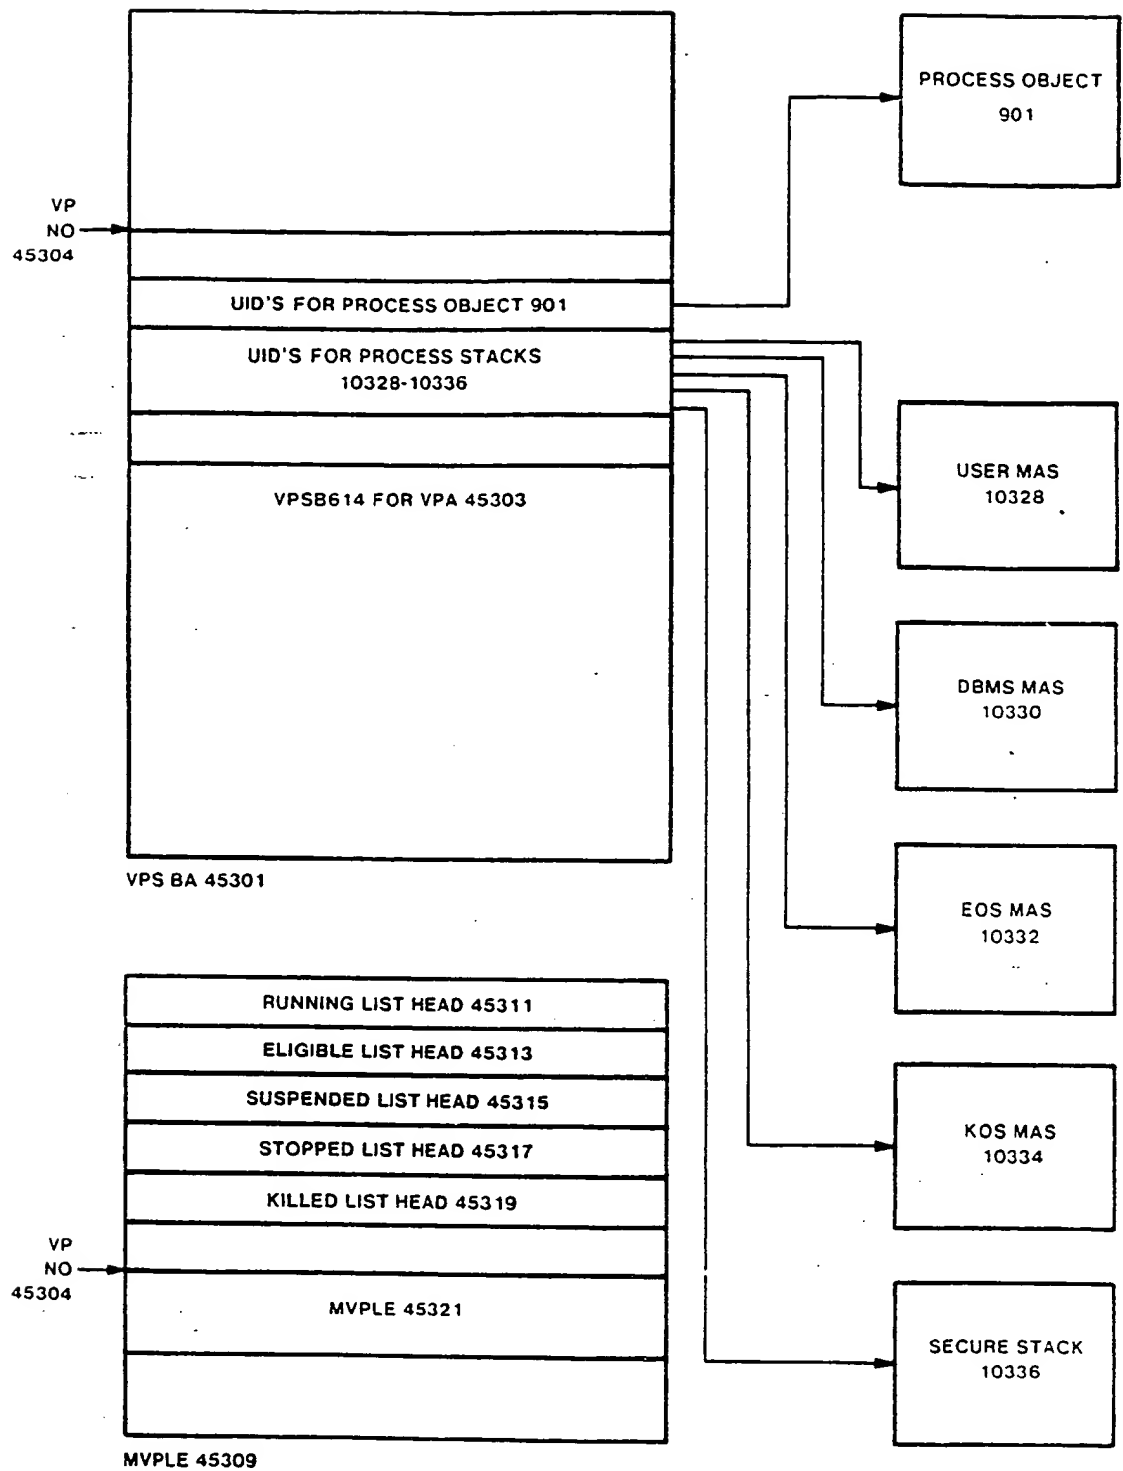 PROCESS OBJECT
901
VP
NO
45304
UID'S FOR PROCESS OBJECT 901
UID'S FOR PROCESS STACKS
10328-10336
VPSB614 FOR VPA 45303
USER MAS
10328
DBMS MAS
10330
VPS BA 45301
EOS MAS
10332
RUNNING LIST HEAD 45311
ELIGIBLE LIST HEAD 45313
SUSPENDED LIST HEAD 45315
STOPPED LIST HEAD 45317
KILLED LIST HEAD 45319
KOS MAS
10334
VP
NO
45304
MVPLE 45321
SECURE STACK
10336
MVPLE 45309